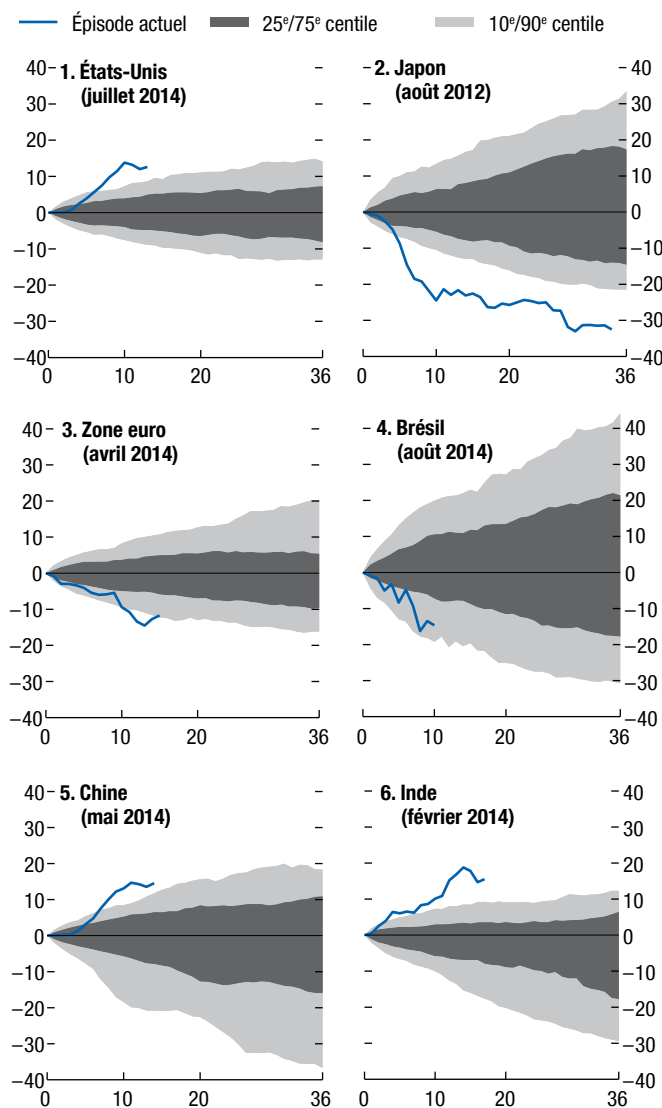 Épisode actuel 25e/75e centile 10e/90e centile
1. États-Unis
(juillet 2014)
40
30
20
10
0
−10
−20
−30
−40
0 10 20 36
2. Japon
(août 2012)
40
30
20
10
0
−10
−20
−30
−40
0 10 20 36
3. Zone euro
(avril 2014)
40
30
20
10
0
−10
−20
−30
−40
0 10 20 36
4. Brésil
(août 2014)
40
30
20
10
0
−10
−20
−30
−40
0 10 20 36
5. Chine
(mai 2014)
40
30
20
10
0
−10
−20
−30
−40
0 10 20 36
6. Inde
(février 2014)
40
30
20
10
0
−10
−20
−30
−40
0 10 20 36